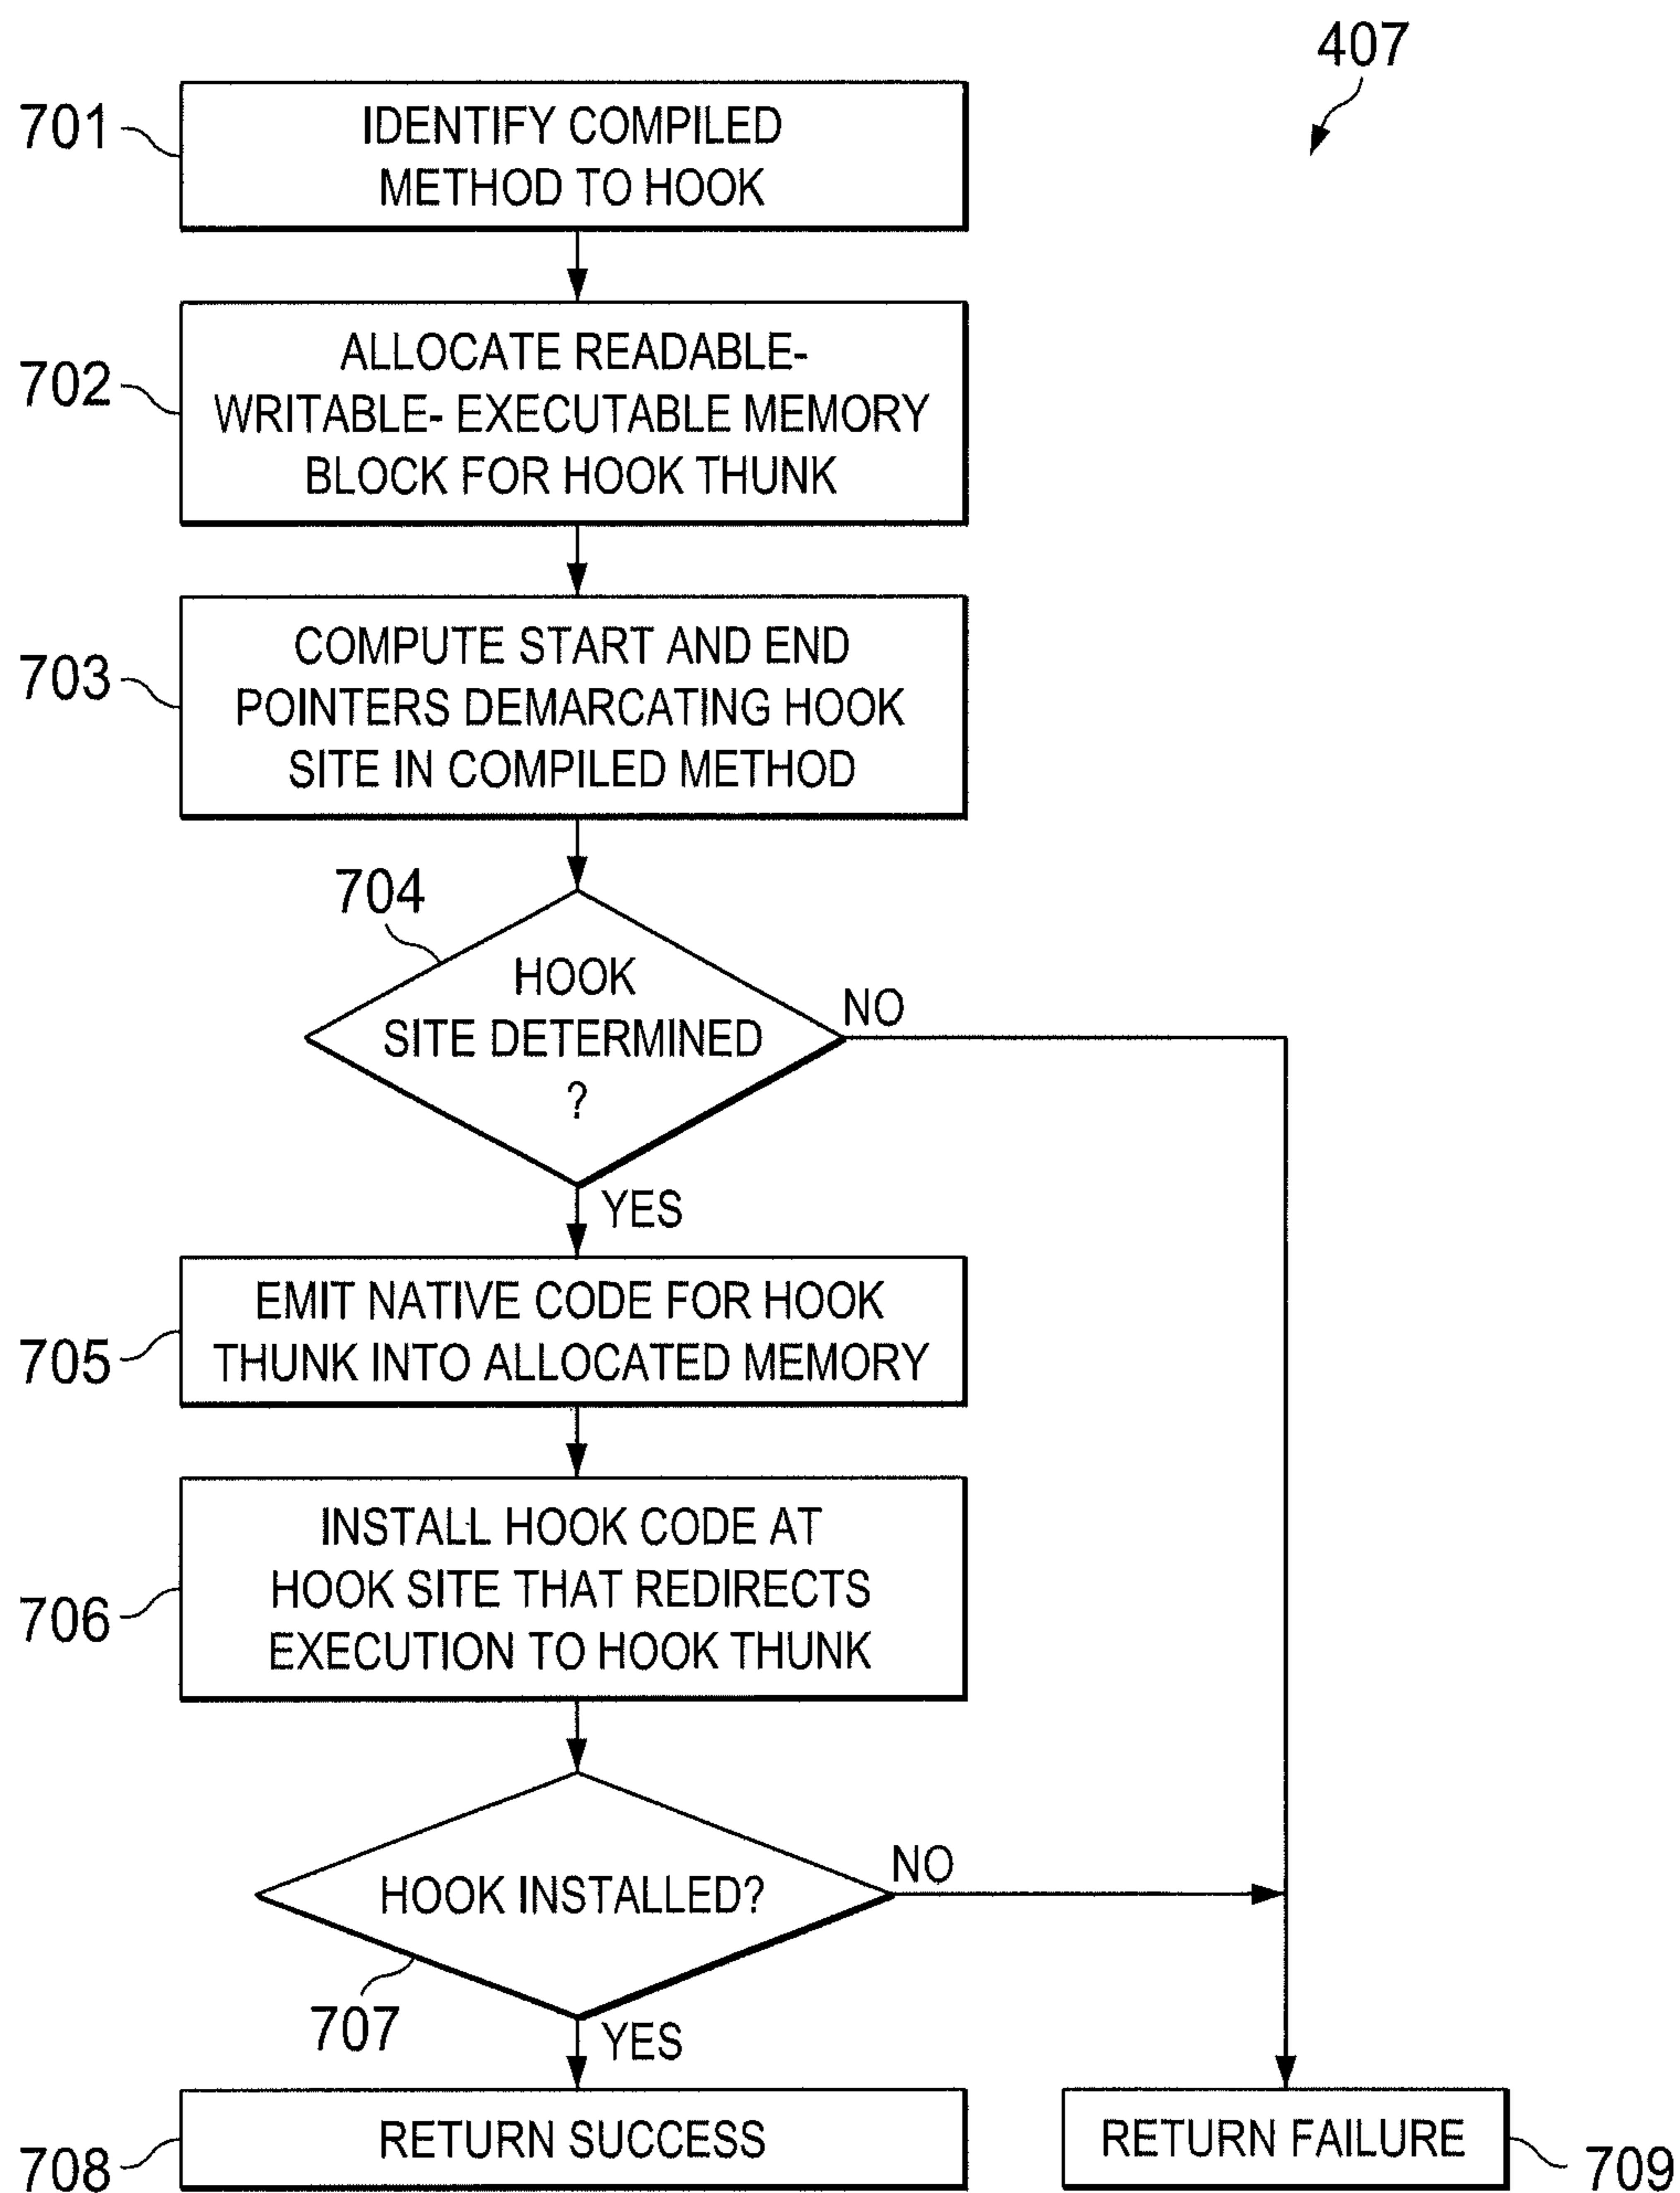 407
701
IDENTIFY COMPILED
METHOD TO HOOK
702
ALLOCATE READABLE-
WRITABLE- EXECUTABLE MEMORY
BLOCK FOR HOOK THUNK
703
COMPUTE START AND END
POINTERS DEMARCATING HOOK
SITE IN COMPILED METHOD
704
HOOK
SITE DETERMINED
?
NO
YES
705
EMIT NATIVE CODE FOR HOOK
THUNK INTO ALLOCATED MEMORY
706
INSTALL HOOK CODE AT
HOOK SITE THAT REDIRECTS
EXECUTION TO HOOK THUNK
HOOK INSTALLED?
NO
707
YES
708
RETURN SUCCESS
RETURN FAILURE
709